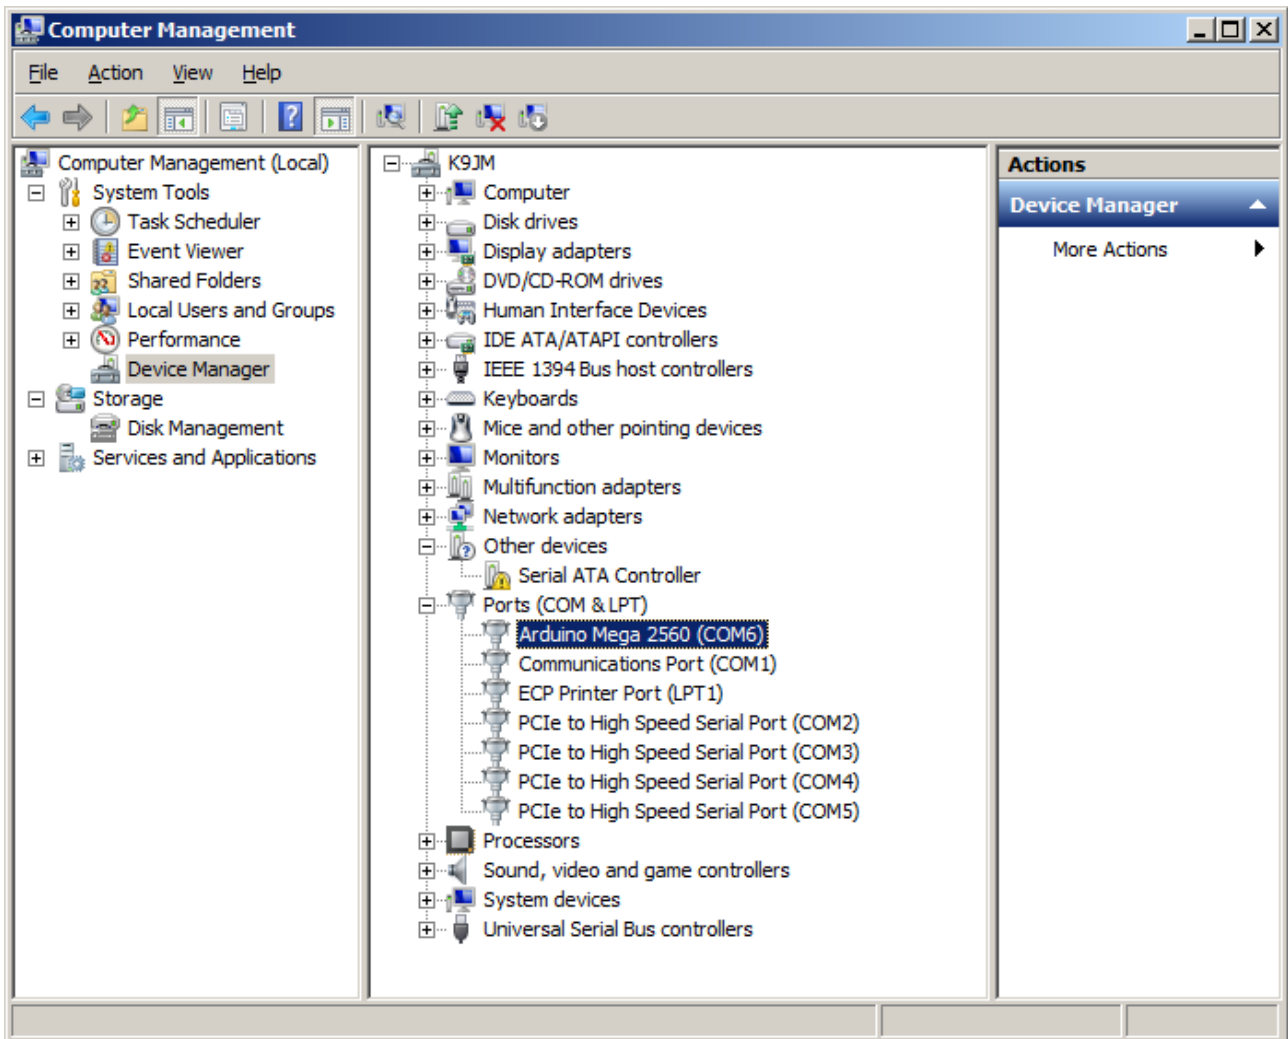 Computer Management
File Action View Help
Computer Management (Local)
System Tools
Task Scheduler
Event Viewer
Shared Folders
Local Users and Groups
Performance
Device Manager
Storage
Disk Management
Services and Applications
K9JM
Computer
Disk drives
Display adapters
DVD/CD-ROM drives
Human Interface Devices
IDE ATA/ATAPI controllers
IEEE 1394 Bus host controllers
Keyboards
Mice and other pointing devices
Monitors
Multifunction adapters
Network adapters
Other devices
Serial ATA Controller
Ports (COM & LPT)
Arduino Mega 2560 (COM6)
Communications Port (COM1)
ECP Printer Port (LPT1)
PCIe to High Speed Serial Port (COM2)
PCIe to High Speed Serial Port (COM3)
PCIe to High Speed Serial Port (COM4)
PCIe to High Speed Serial Port (COM5)
Processors
Sound, video and game controllers
System devices
Universal Serial Bus controllers
Actions
Device Manager
More Actions